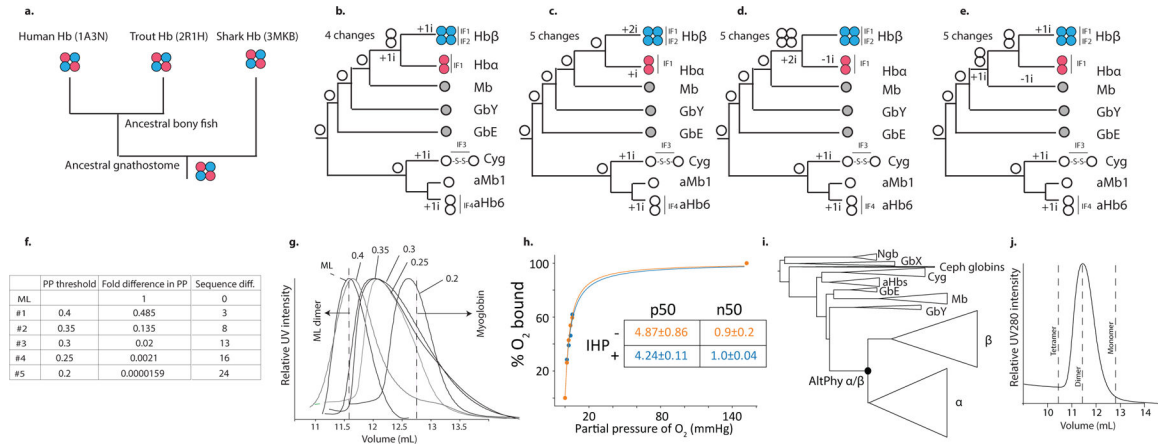 a.
Human Hb (1A3N) Trout Hb (2R1H) Shark Hb (3MKB)
Ancestral bony fish
Ancestral gnathostome
b.
4 changes
+1i
+1i
IF1
IF2
Hbβ
IF1
Hbα
Mb
GbY
GbE
IF3
+1i
-S-S-
Cyg
aMb1
+1i
IF4
aHb6
c.
5 changes
+2i
IF1
IF2
Hbβ
IF1
+i
Hbα
Mb
GbY
GbE
IF3
+1i
-S-S-
Cyg
aMb1
+1i
IF4
aHb6
d.
5 changes
+2i
IF1
IF2
Hbβ
-1i
IF1
Hbα
Mb
GbY
GbE
IF3
+1i
-S-S-
Cyg
aMb1
+1i
IF4
aHb6
e.
5 changes
+1i
+1i
IF1
IF2
Hbβ
IF1
Hbα
-1i
Mb
GbY
GbE
IF3
+1i
-S-S-
Cyg
aMb1
+1i
IF4
aHb6
f.
PP threshold Fold difference in PP Sequence diff.
ML 1 0
#1 0.4 0.485 3
#2 0.35 0.135 8
#3 0.3 0.02 13
#4 0.25 0.0021 16
#5 0.2 0.0000159 24
g.
Relative UV intensity
ML
0.4
0.35
0.3
0.25
0.2
ML dimer
Myoglobin
11 11.5 12 12.5 13 13.5
Volume (mL)
h.
% O2 bound
100
60
20
p50 n50
IHP
- 4.87±0.86 0.9±0.2
+ 4.24±0.11 1.0±0.04
20 80 140
Partial pressure of O2 (mmHg)
i.
Ngb
GbX
Ceph globins
Cyg
aHbs
GbE
Mb
GbY
β
AltPhy α/β
α
j.
Relative UV280 intensity
Tetramer
Dimer
Monomer
10 11 12 13 14
Volume (mL)